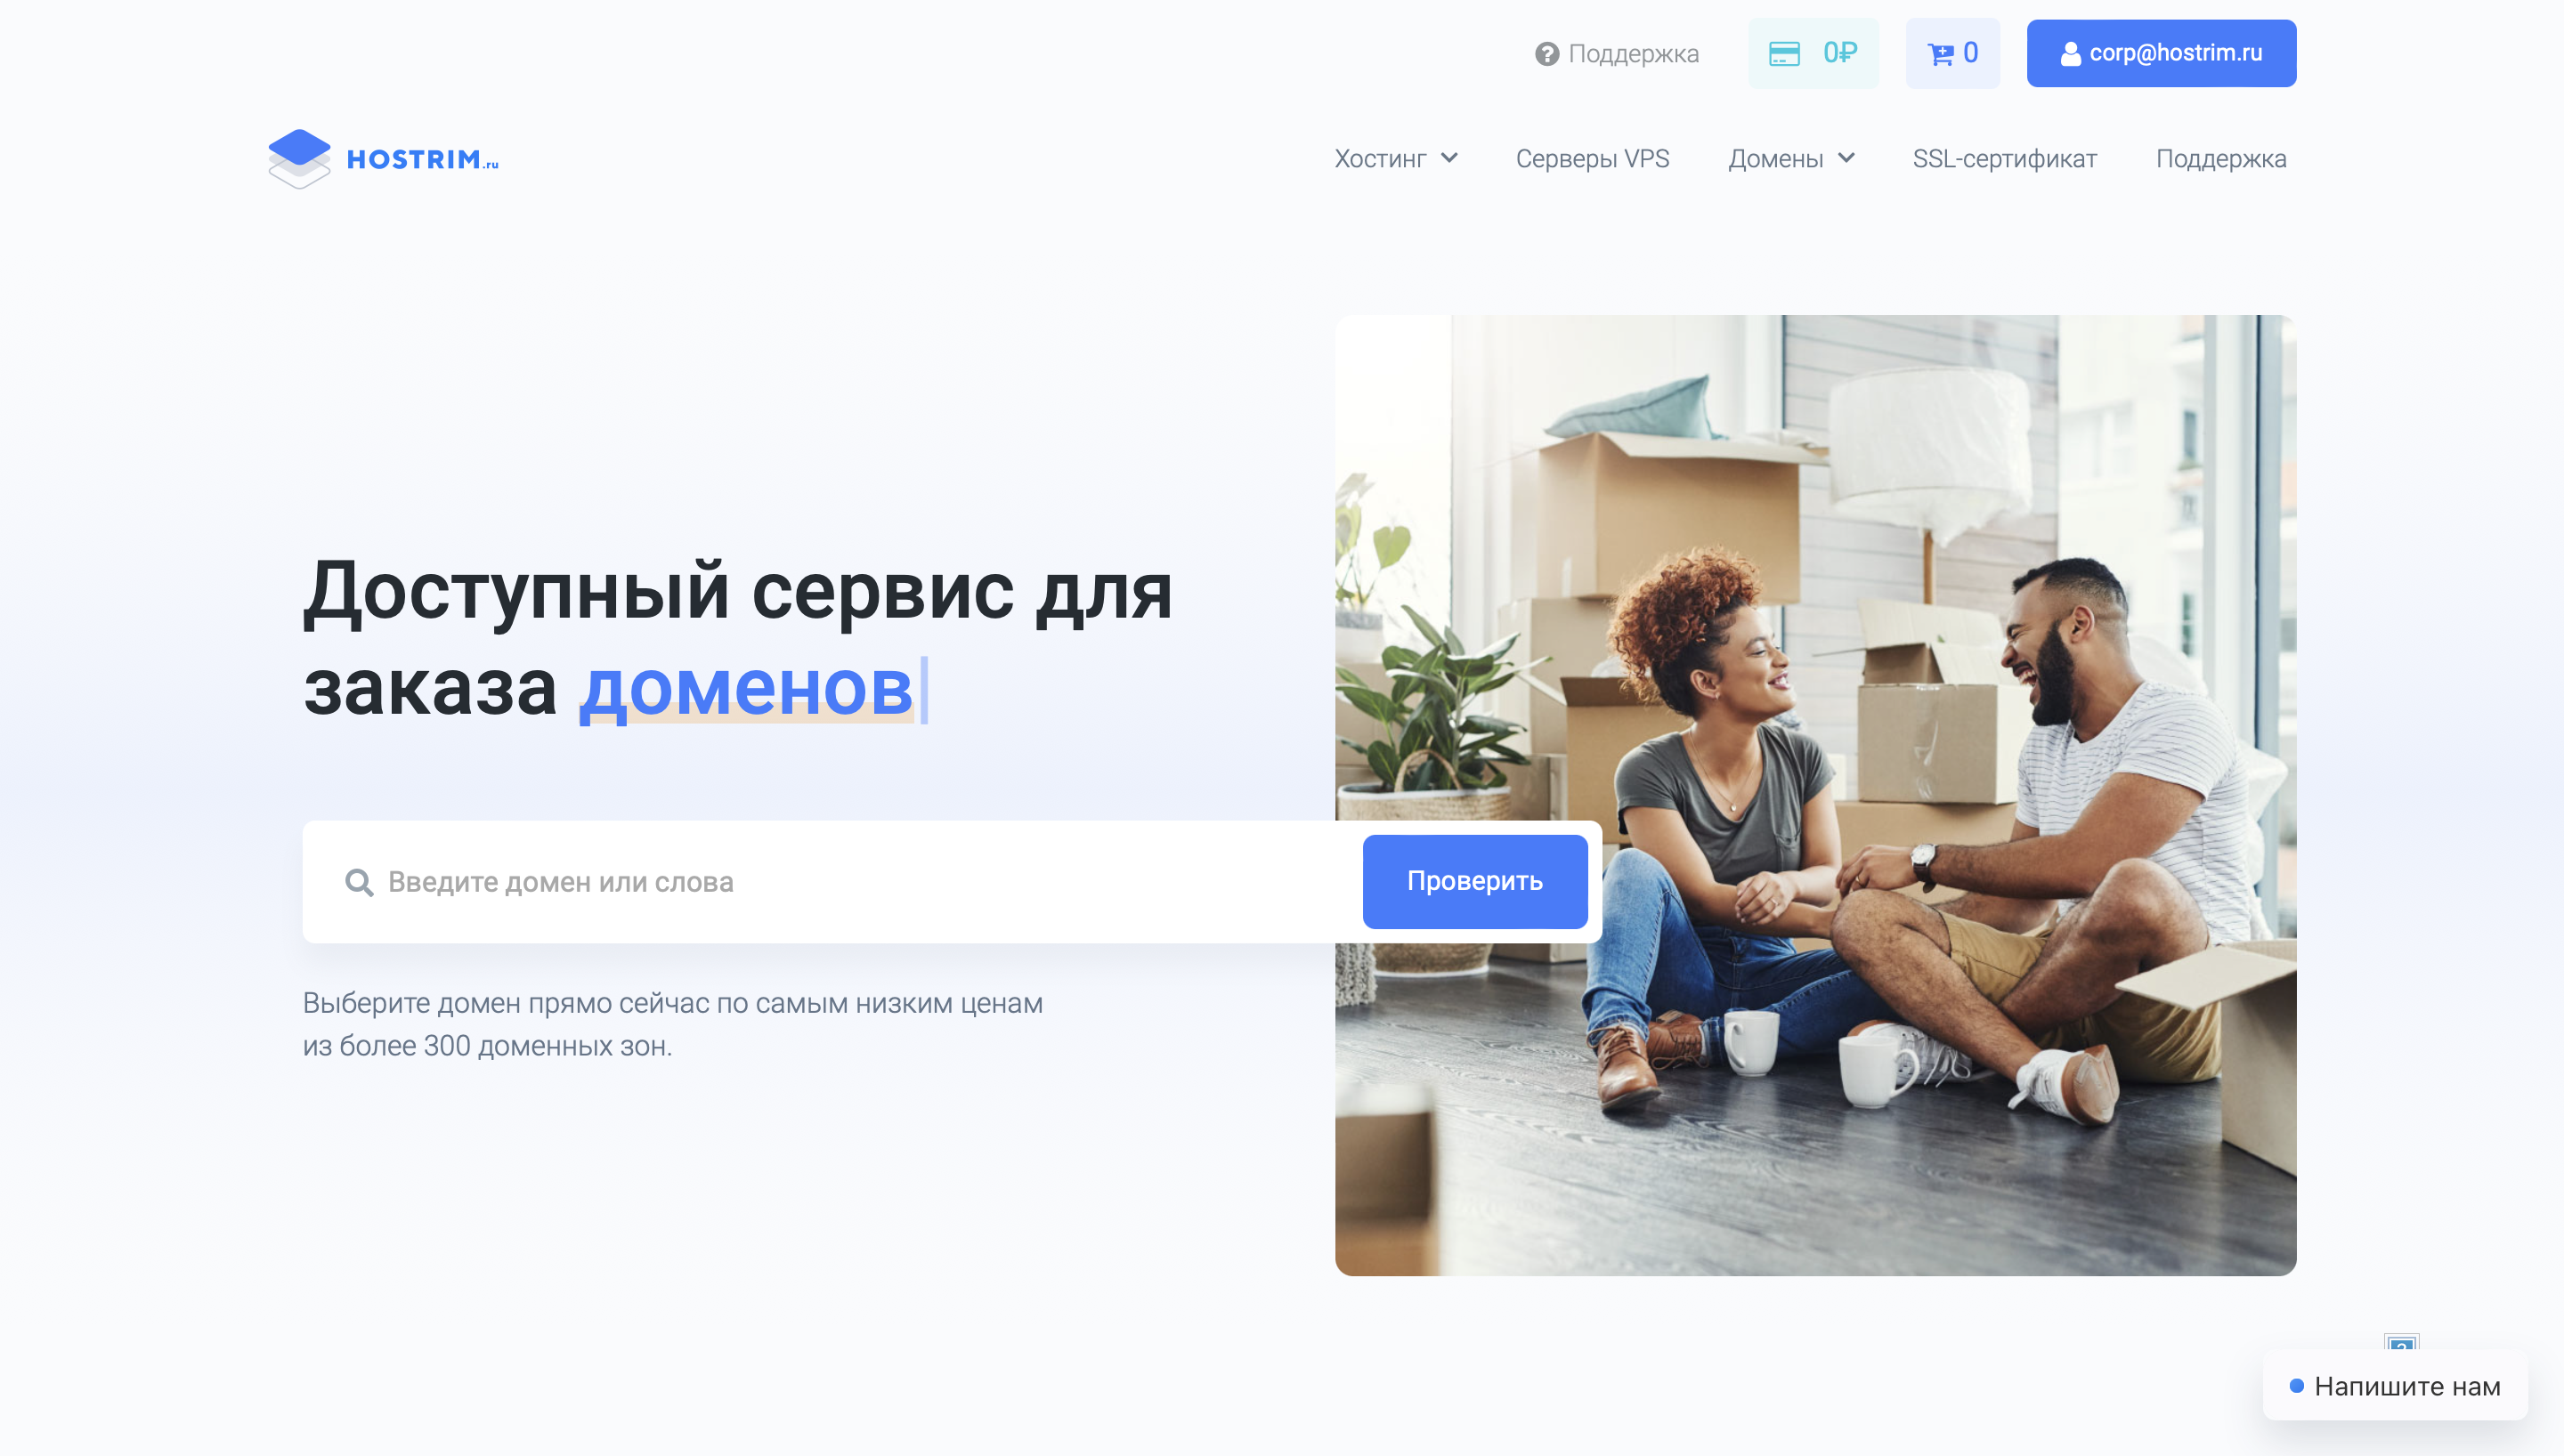 Поддержка
0₽
0
corp@hostrim.ru
HOSTRIM.ru
Хостинг
Серверы VPS
Домены
SSL-сертификат
Поддержка
Доступный сервис для
заказа доменов
Введите домен или слова
Проверить
Выберите домен прямо сейчас по самым низким ценам
из более 300 доменных зон.
Напишите нам